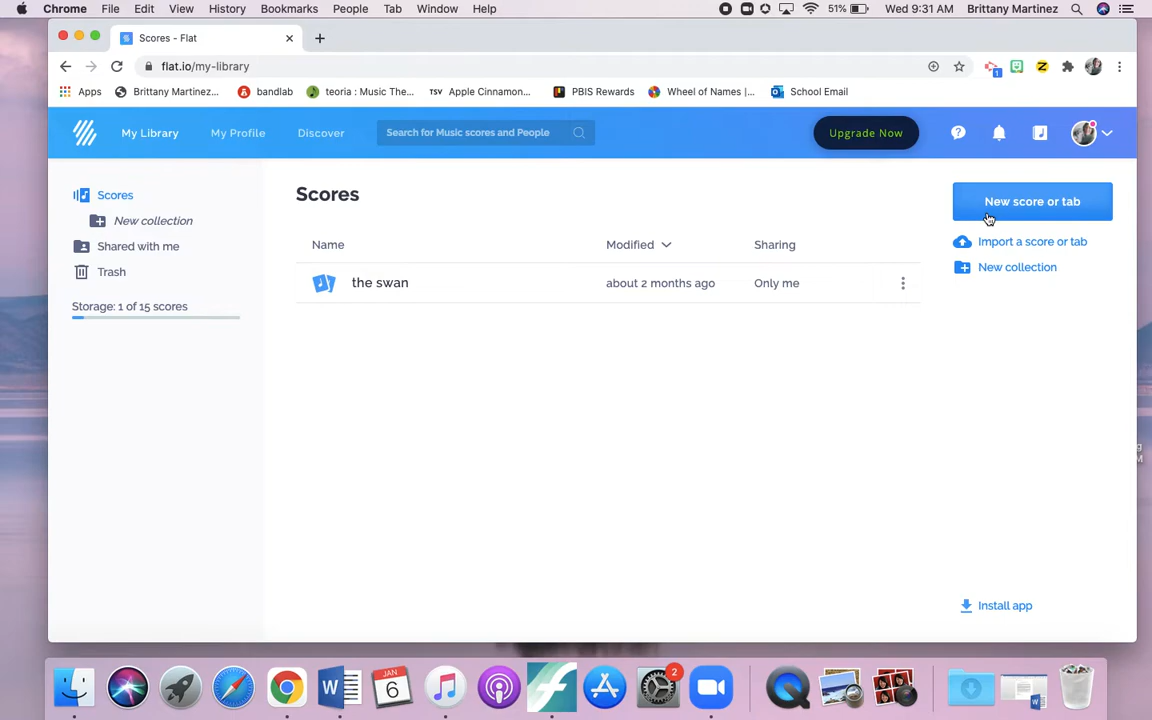 Chrome File Edit View History Bookmarks People Tab Window Help 51% Wed 9:31 AM Brittany Martinez
Scores - Flat
flat.io/my-library
1
Apps Brittany Martinez... bandlab teoria : Music The... TSV Apple Cinnamon... PBIS Rewards Wheel of Names |... School Email
My Library My Profile Discover Search for Music scores and People Upgrade Now
Scores
New collection
Shared with me
Trash
Storage: 1 of 15 scores
Scores
Name Modified Sharing
the swan about 2 months ago Only me
New score or tab
Import a score or tab
New collection
Install app
JAN
6
2